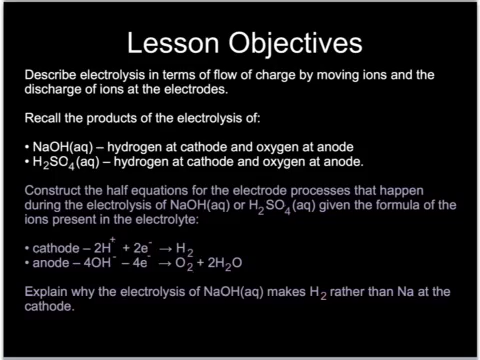 Lesson Objectives
Describe electrolysis in terms of flow of charge by moving ions and the
discharge of ions at the electrodes.
Recall the products of the electrolysis of:
• NaOH(aq) – hydrogen at cathode and oxygen at anode
• H₂SO₄(aq) – hydrogen at cathode and oxygen at anode.
Construct the half equations for the electrode processes that happen
during the electrolysis of NaOH(aq) or H₂SO₄(aq) given the formula of the
ions present in the electrolyte:
• cathode – 2H⁺ + 2e⁻ → H₂
• anode – 4OH⁻ – 4e⁻ → O₂ + 2H₂O
Explain why the electrolysis of NaOH(aq) makes H₂ rather than Na at the
cathode.